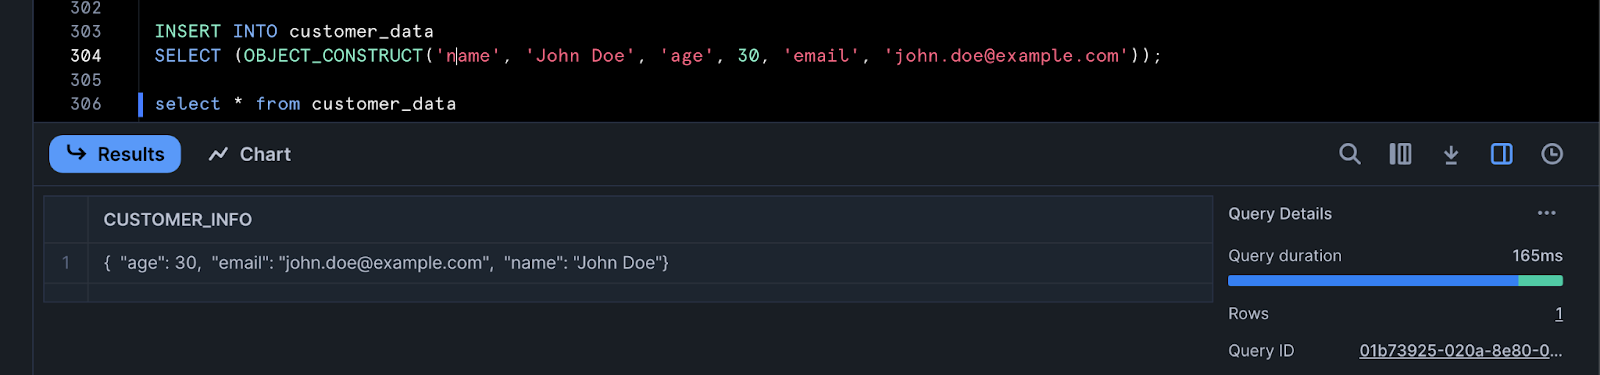 302
303 INSERT INTO customer_data
304 SELECT (OBJECT_CONSTRUCT('name', 'John Doe', 'age', 30, 'email', 'john.doe@example.com'));
305
306 select * from customer_data
Results Chart
CUSTOMER_INFO
1 { "age": 30, "email": "john.doe@example.com", "name": "John Doe"}
Query Details ...
Query duration 165ms
Rows 1
Query ID 01b73925-020a-8e80-0...